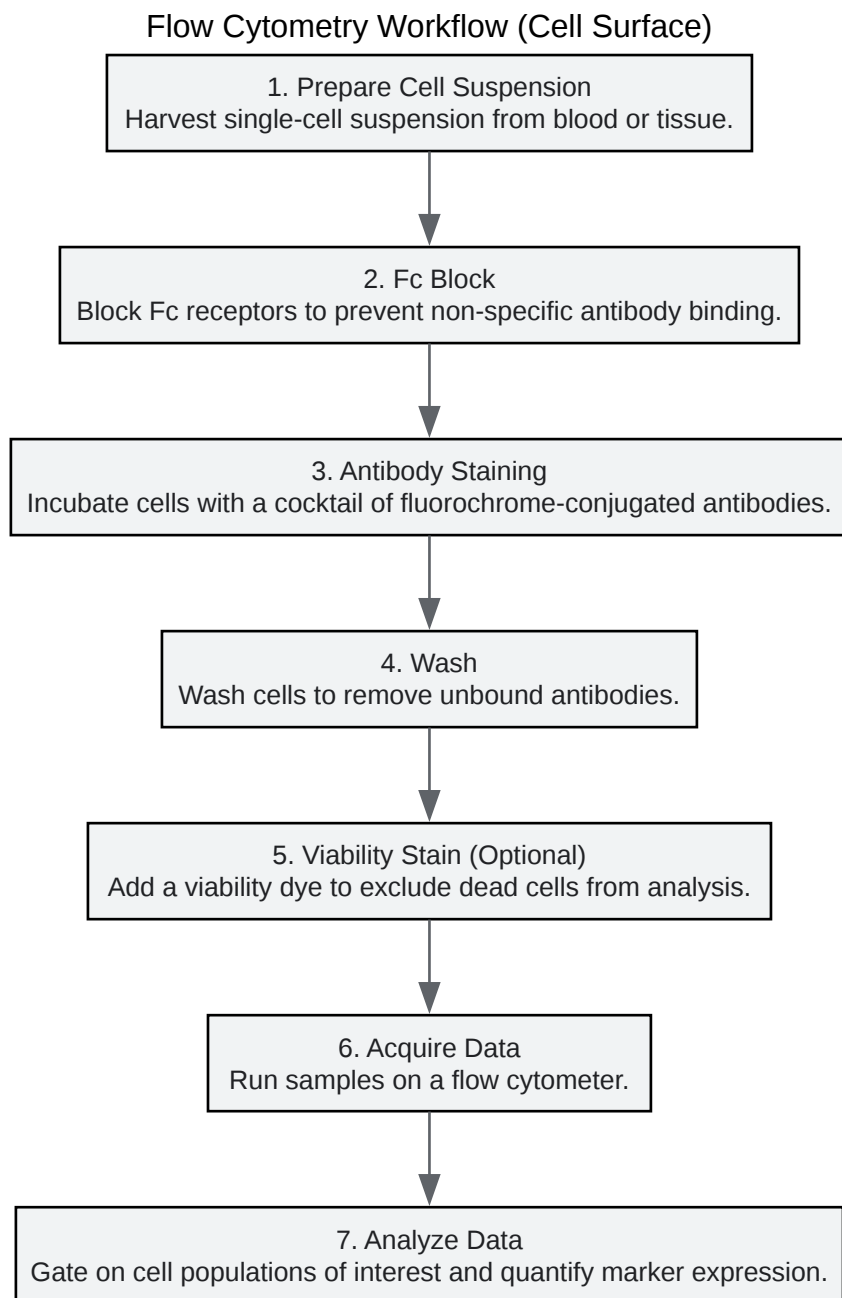 Flow Cytometry Workflow (Cell Surface)
1. Prepare Cell Suspension
Harvest single-cell suspension from blood or tissue.
2. Fc Block
Block Fc receptors to prevent non-specific antibody binding.
3. Antibody Staining
Incubate cells with a cocktail of fluorochrome-conjugated antibodies.
4. Wash
Wash cells to remove unbound antibodies.
5. Viability Stain (Optional)
Add a viability dye to exclude dead cells from analysis.
6. Acquire Data
Run samples on a flow cytometer.
7. Analyze Data
Gate on cell populations of interest and quantify marker expression.